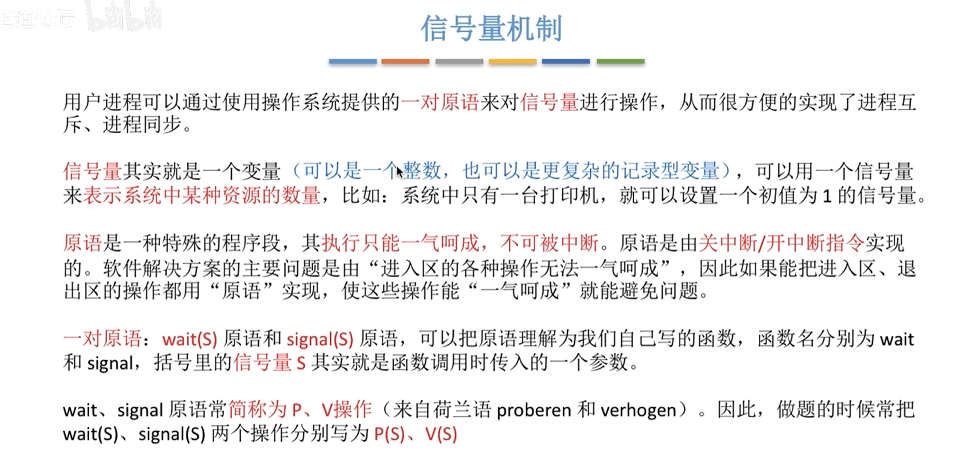 信号量机制
用户进程可以通过使用操作系统提供的一对原语来对信号量进行操作，从而很方便的实现了进程互
斥、进程同步。
信号量其实就是一个变量（可以是一个整数，也可以是更复杂的记录型变量），可以用一个信号量
来表示系统中某种资源的数量，比如：系统中只有一台打印机，就可以设置一个初值为 1 的信号量。
原语是一种特殊的程序段，其执行只能一气呵成，不可被中断。原语是由关中断/开中断指令实现
的。软件解决方案的主要问题是由“进入区的各种操作无法一气呵成”，因此如果能把进入区、退
出区的操作都用“原语”实现，使这些操作能“一气呵成”就能避免问题。
一对原语：wait(S) 原语和 signal(S) 原语，可以把原语理解为我们自己写的函数，函数名分别为 wait
和 signal，括号里的信号量 S 其实就是函数调用时传入的一个参数。
wait、signal 原语常简称为 P、V操作（来自荷兰语 proberen 和 verhogen）。因此，做题的时候常把
wait(S)、signal(S) 两个操作分别写为 P(S)、V(S)